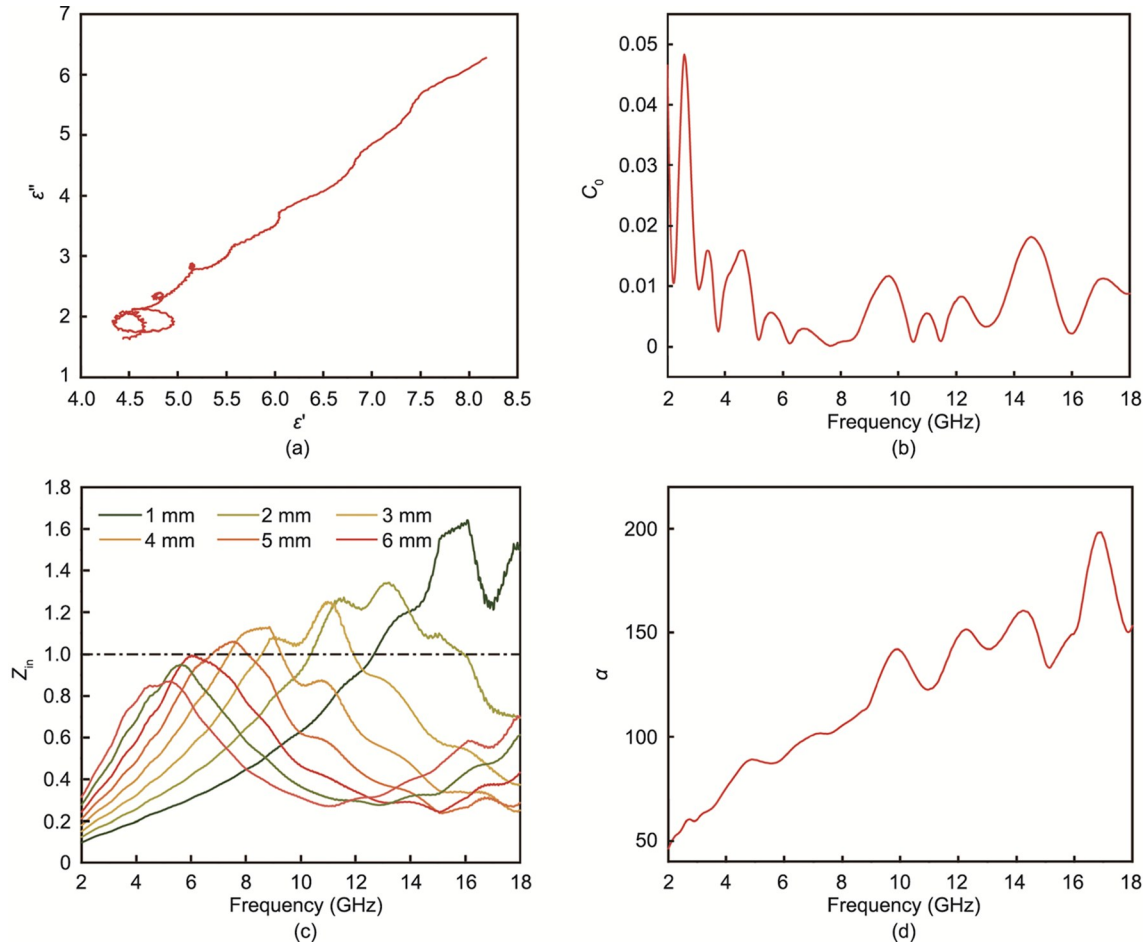 7
6
5
4
3
2
1
ε"
4.0 4.5 5.0 5.5 6.0 6.5 7.0 7.5 8.0 8.5
ε'
(a)
0.05
0.04
0.03
0.02
0.01
0
C₀
2 4 6 8 10 12 14 16 18
Frequency (GHz)
(b)
1.8
1.6
1.4
1.2
1.0
0.8
0.6
0.4
0.2
0
Z_in
1 mm 2 mm 3 mm
4 mm 5 mm 6 mm
2 4 6 8 10 12 14 16 18
Frequency (GHz)
(c)
200
150
100
50
α
2 4 6 8 10 12 14 16 18
Frequency (GHz)
(d)